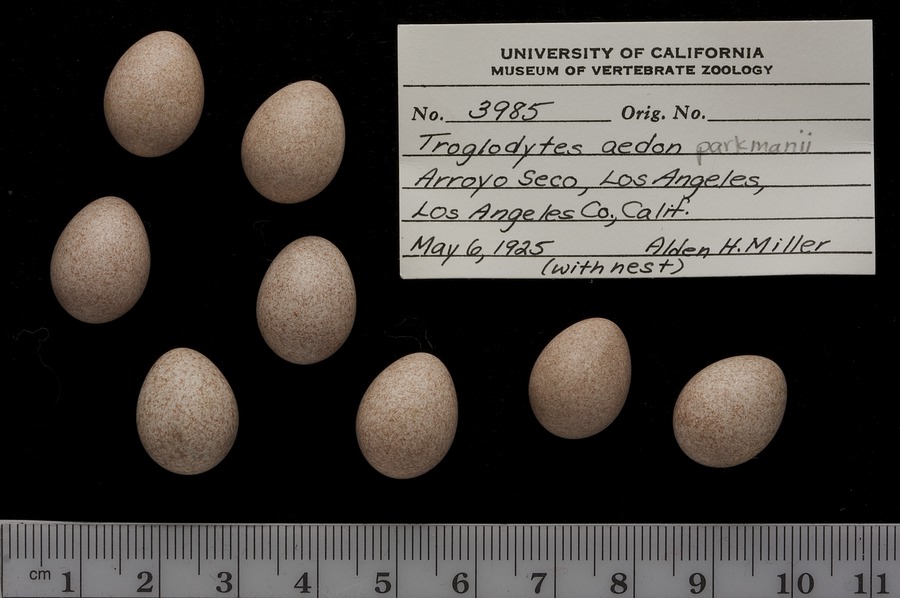 UNIVERSITY OF CALIFORNIA
MUSEUM OF VERTEBRATE ZOOLOGY
No. 3985 Orig. No.
Troglodytes aedon parkmanii
Arroyo Seco, Los Angeles,
Los Angeles Co., Calif.
May 6, 1925 Alden H. Miller
(with nest)
cm 1 2 3 4 5 6 7 8 9 10 11